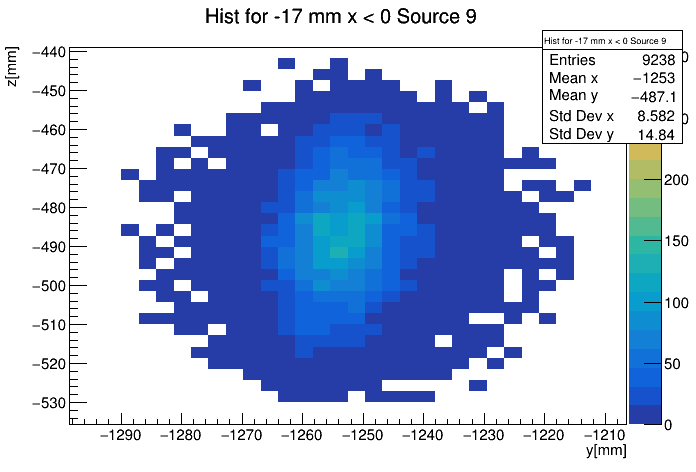 Hist for -17 mm x < 0 Source 9
z[mm]
Hist for -17 mm x < 0 Source 9
Entries 9238
Mean x −1253
Mean y −487.1
Std Dev x 8.582
Std Dev y 14.84
−440
−450
−460
−470
−480
−490
−500
−510
−520
−530
0
0
200
150
100
50
0
−1290 −1280 −1270 −1260 −1250 −1240 −1230 −1220 −1210
y[mm]